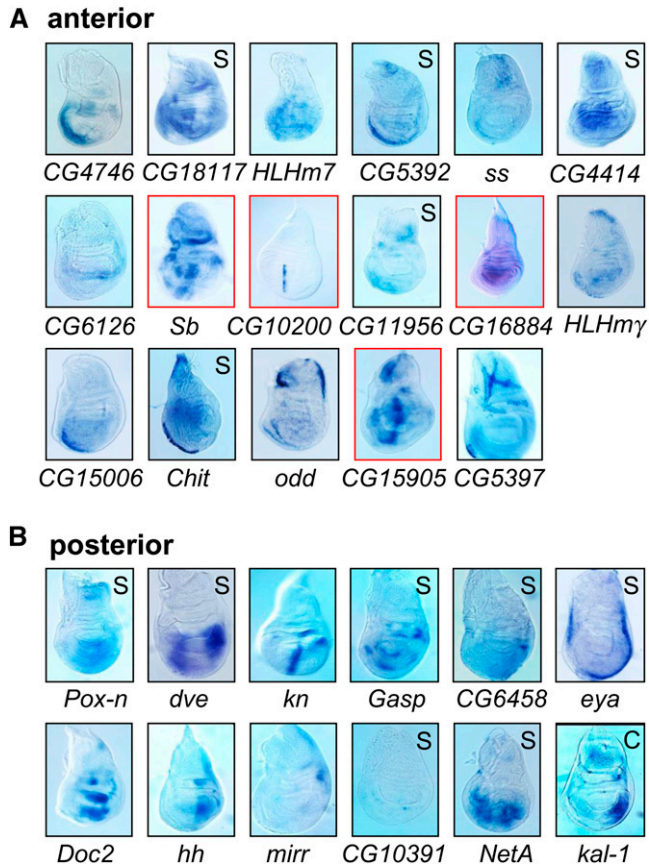 A anterior
S S S
CG4746 CG18117 HLHm7 CG5392 ss CG4414
S
CG6126 Sb CG10200 CG11956 CG16884 HLHmγ
S
CG15006 Chit odd CG15905 CG5397
B posterior
S S S S S
Pox-n dve kn Gasp CG6458 eya
S S C
Doc2 hh mirr CG10391 NetA kal-1